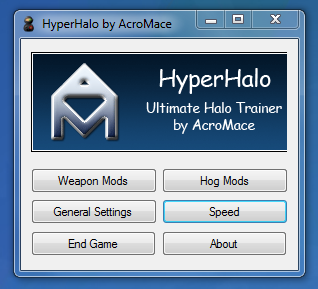 HyperHalo by AcroMace
HyperHalo
Ultimate Halo Trainer
by AcroMace
Weapon Mods
Hog Mods
General Settings
Speed
End Game
About